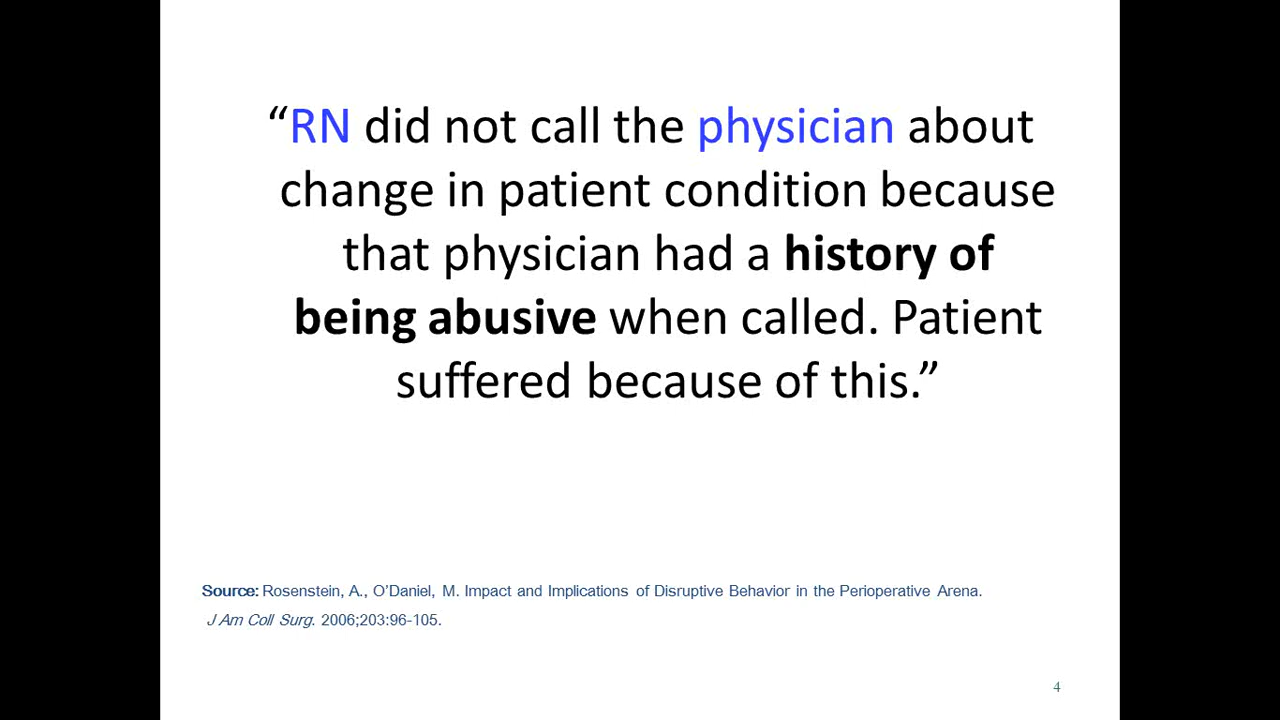 “RN did not call the physician about
change in patient condition because
that physician had a history of
being abusive when called. Patient
suffered because of this.”
Source: Rosenstein, A., O’Daniel, M. Impact and Implications of Disruptive Behavior in the Perioperative Arena.
J Am Coll Surg. 2006;203:96-105.
4